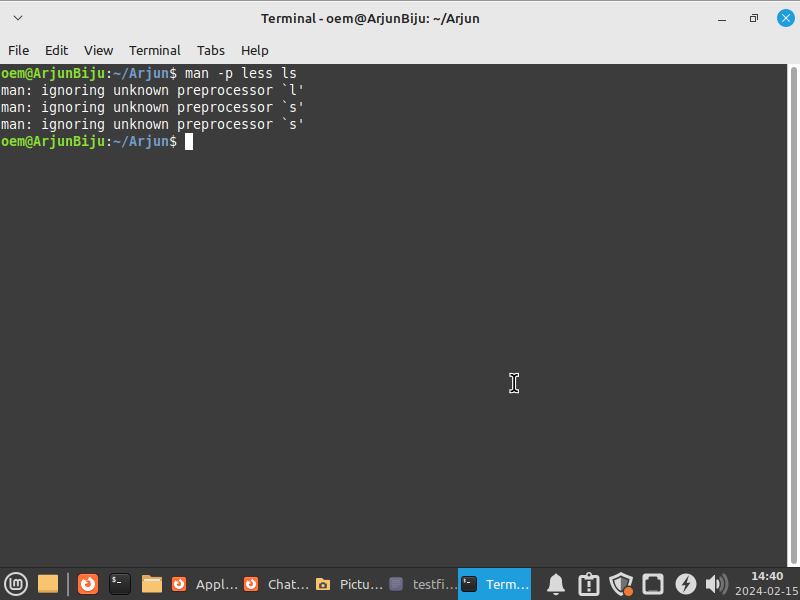 Terminal - oem@ArjunBiju: ~/Arjun
File Edit View Terminal Tabs Help
oem@ArjunBiju:~/Arjun$ man -p less ls
man: ignoring unknown preprocessor `l'
man: ignoring unknown preprocessor `s'
man: ignoring unknown preprocessor `s'
oem@ArjunBiju:~/Arjun$
Appl... Chat... Pictu... testfi... Term... 14:40
2024-02-15